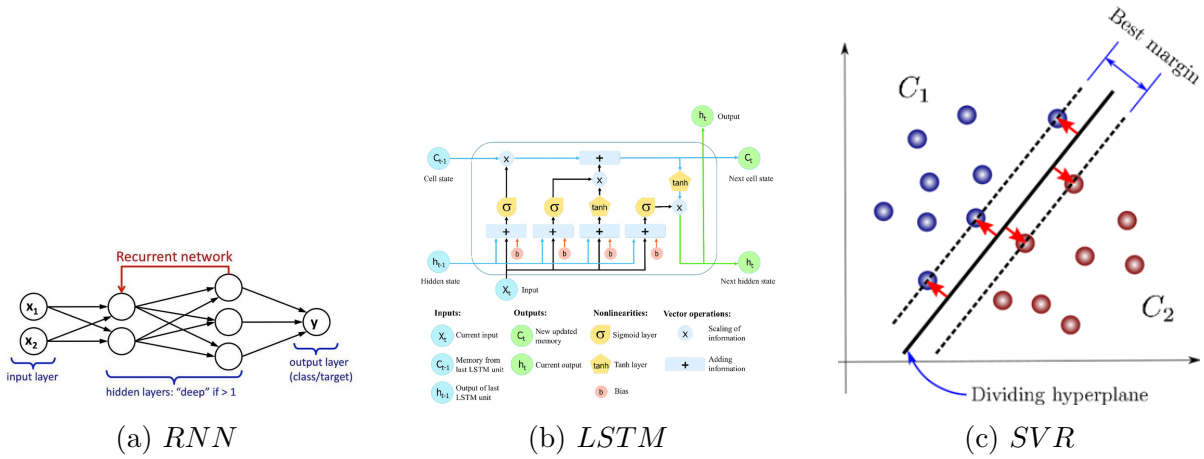 Recurrent network
x1
x2
y
input layer
hidden layers: "deep" if > 1
output layer
(class/target)
(a) RNN
ht
Output
Ct-1
Cell state
x
+
Ct
Next cell state
x
tanh
σ
σ
tanh
σ
x
+
+
+
+
b
b
b
b
ht-1
Hidden state
ht
Next hidden state
Xt
Input
Inputs:
Outputs:
Nonlinearities:
Vector operations:
Xt
Current input
Ct
New updated
memory
σ
Sigmoid layer
x
Scaling of
information
Ct-1
Memory from
last LSTM unit
ht
Current output
tanh
Tanh layer
+
Adding
information
ht-1
Output of last
LSTM unit
b
Bias
(b) LSTM
Best margin
C1
C2
Dividing hyperplane
(c) SVR